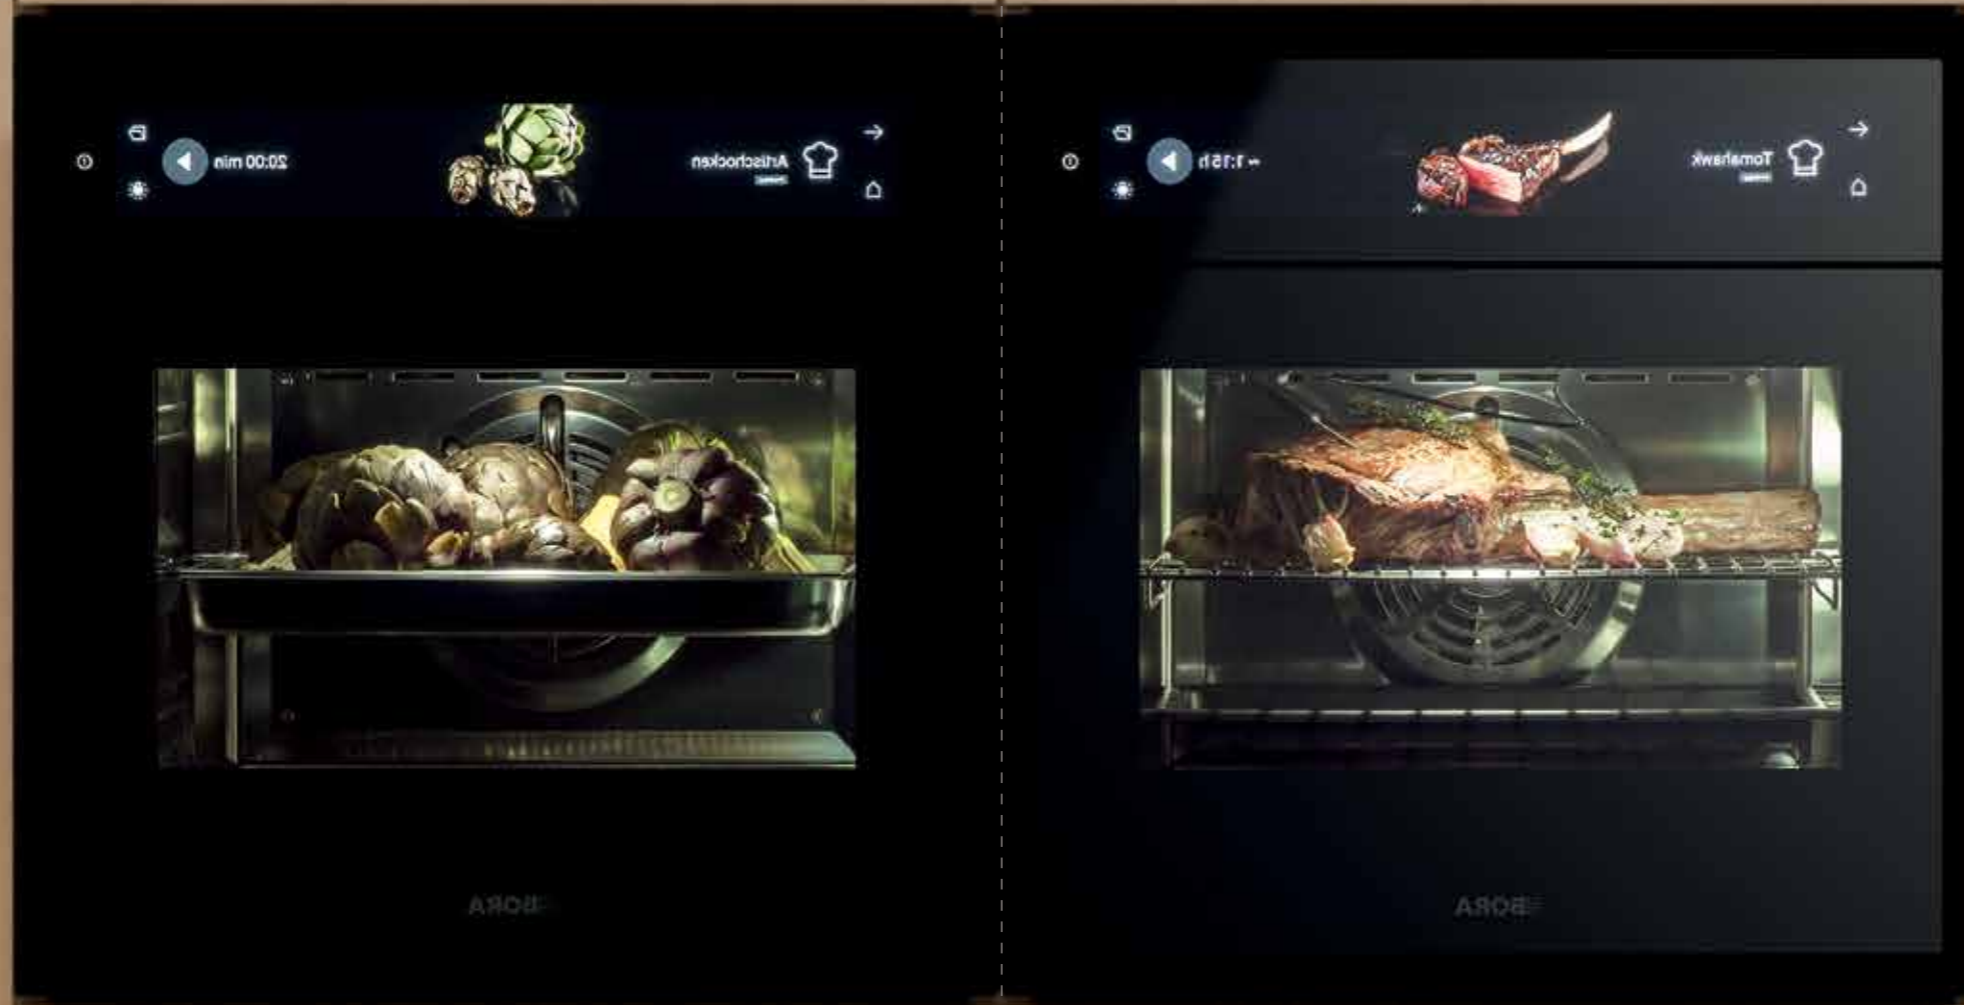 20:00 min
Artischocken
BORA
~ 1:15 h
Tomahawk
BORA